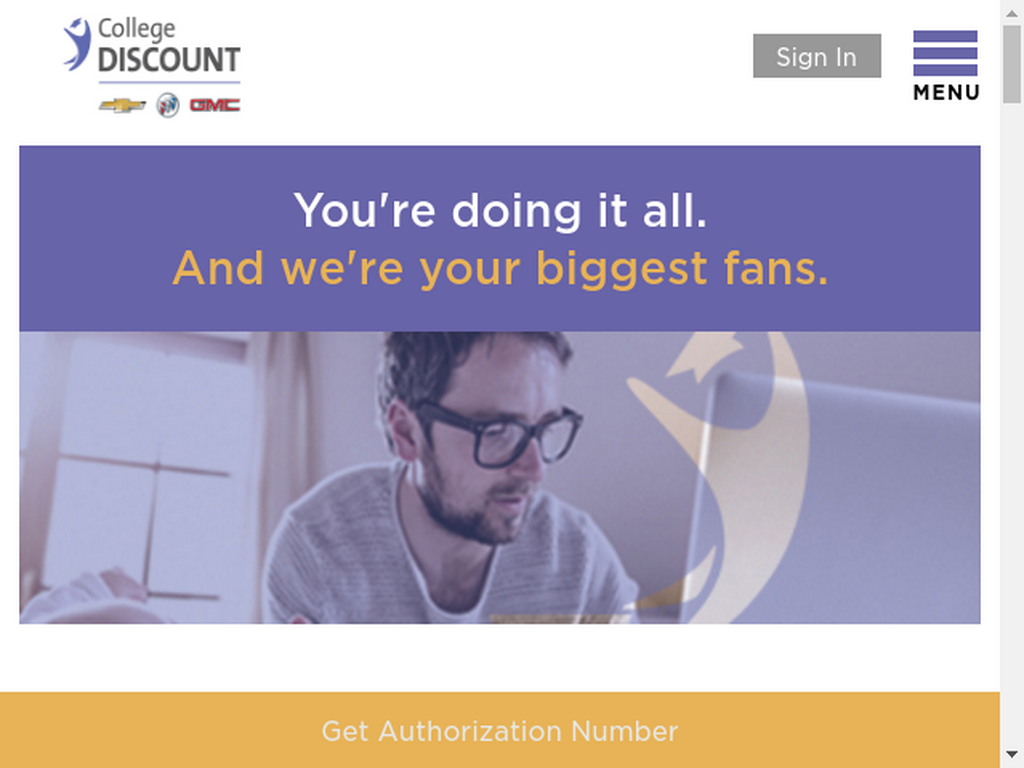 College
DISCOUNT
GMC
Sign In
MENU
You're doing it all.
And we're your biggest fans.
Get Authorization Number